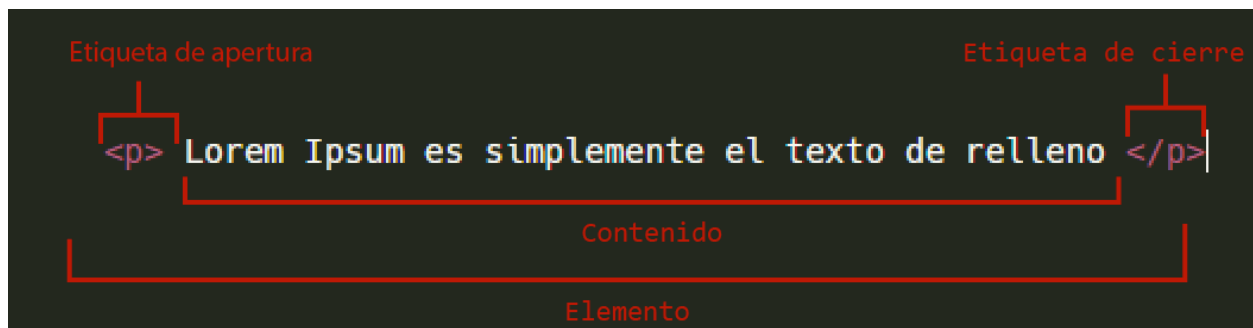 Etiqueta de apertura
Etiqueta de cierre
<p> Lorem Ipsum es simplemente el texto de relleno </p>
Contenido
Elemento